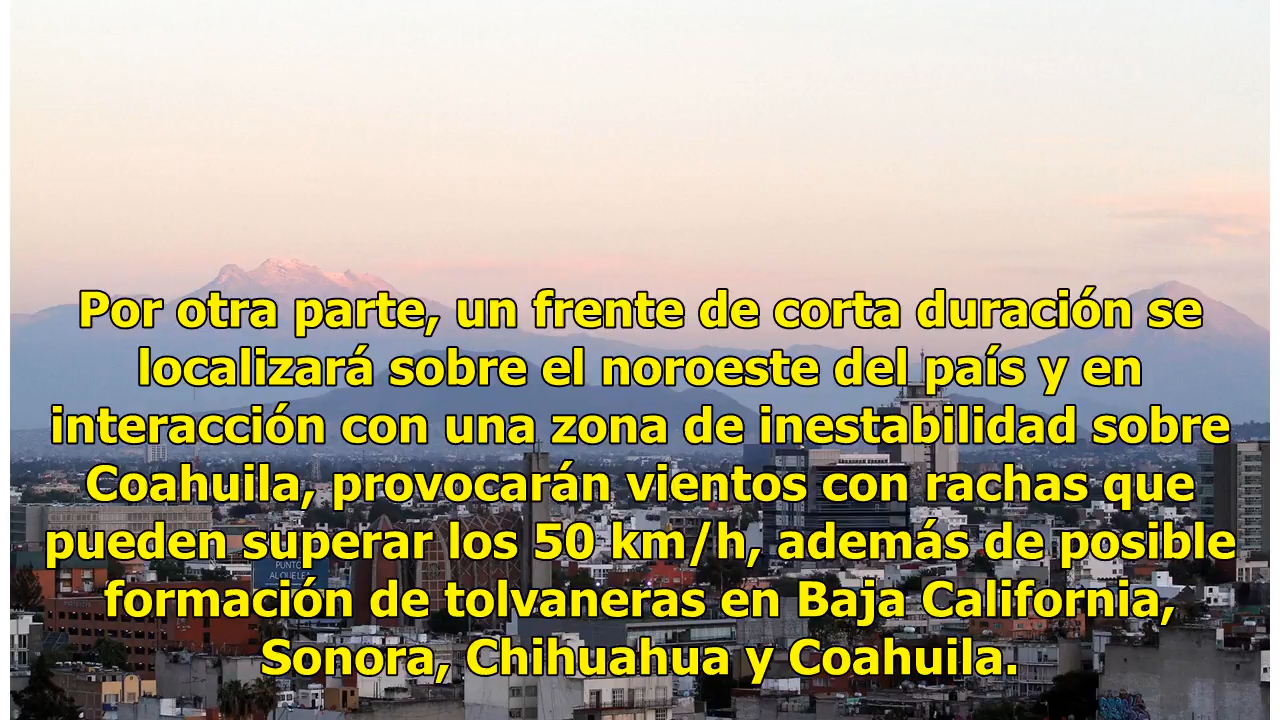 Por otra parte, un frente de corta duración se
localizará sobre el noroeste del país y en
interacción con una zona de inestabilidad sobre
Coahuila, provocarán vientos con rachas que
pueden superar los 50 km/h, además de posible
formación de tolvaneras en Baja California,
Sonora, Chihuahua y Coahuila.
PUNTO
ALQUELER